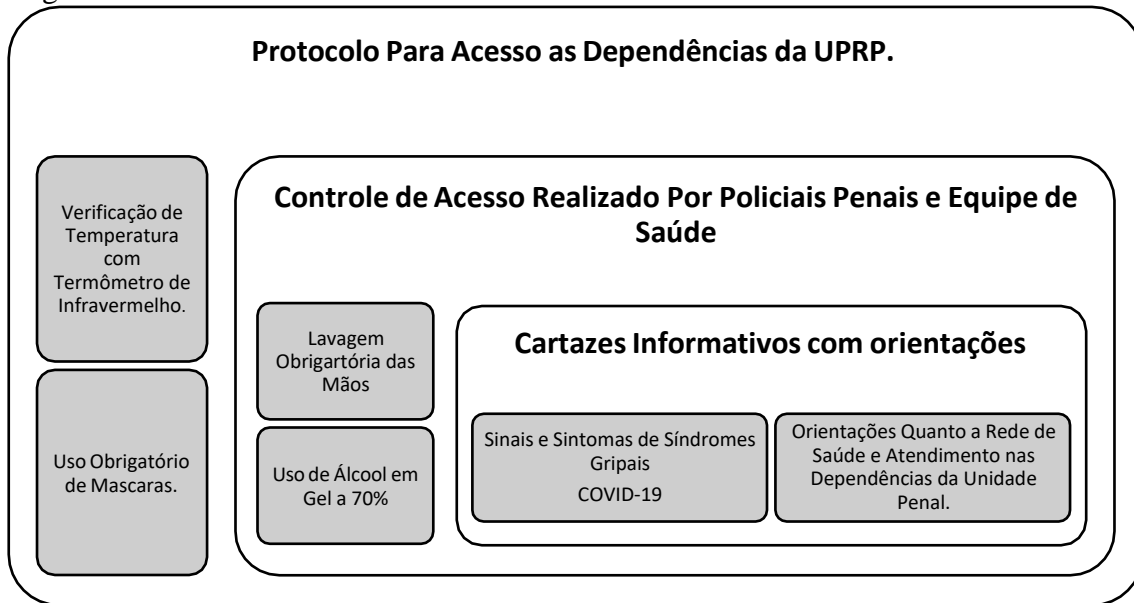 Protocolo Para Acesso as Dependências da UPRP.
Verificação de
Temperatura
com
Termômetro de
Infravermelho.
Uso Obrigatório
de Mascaras.
Controle de Acesso Realizado Por Policiais Penais e Equipe de
Saúde
Lavagem
Obrigartória das
Mãos
Uso de Álcool em
Gel a 70%
Cartazes Informativos com orientações
Sinais e Sintomas de Síndromes
Gripais
COVID-19
Orientações Quanto a Rede de
Saúde e Atendimento nas
Dependências da Unidade
Penal.